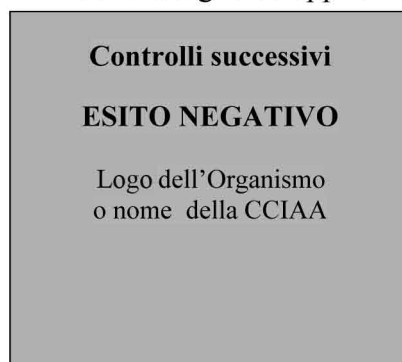 Controlli successivi
ESITO NEGATIVO
Logo dell’Organismo
o nome della CCIAA